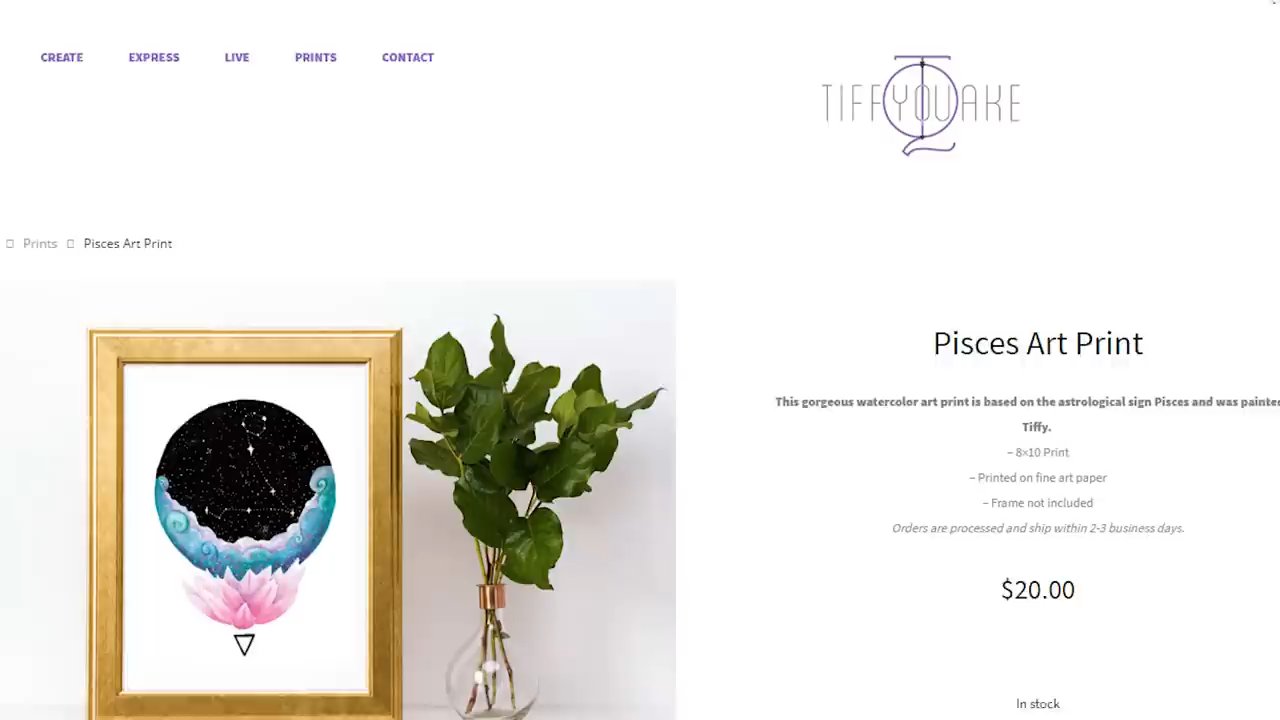 CREATE EXPRESS LIVE PRINTS CONTACT
TIFFYQUAKE
Prints Pisces Art Print
Pisces Art Print
This gorgeous watercolor art print is based on the astrological sign Pisces and was painted
Tiffy.
– 8×10 Print
– Printed on fine art paper
– Frame not included
Orders are processed and ship within 2-3 business days.
$20.00
In stock